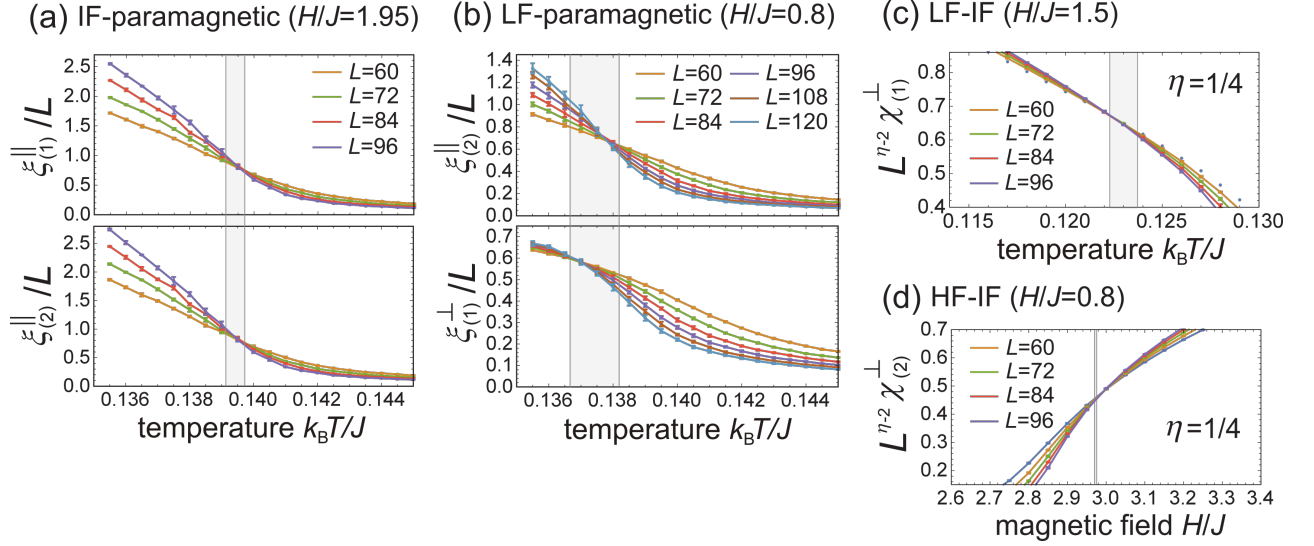 (a) IF-paramagnetic (H/J=1.95)
ξ∥(1)/L
2.5
2.0
1.5
1.0
0.5
0.0
L=60
L=72
L=84
L=96
ξ∥(2)/L
2.5
2.0
1.5
1.0
0.5
0.0
0.136 0.138 0.140 0.142 0.144
temperature kBT/J
(b) LF-paramagnetic (H/J=0.8)
ξ∥(2)/L
1.4
1.2
1.0
0.8
0.6
0.4
0.2
0.0
L=60 L=96
L=72 L=108
L=84 L=120
ξ⊥(1)/L
0.7
0.6
0.5
0.4
0.3
0.2
0.1
0.0
0.136 0.138 0.140 0.142 0.144
temperature kBT/J
(c) LF-IF (H/J=1.5)
Lη-2 χ⊥(1)
0.8
0.7
0.6
0.5
0.4
η=1/4
L=60
L=72
L=84
L=96
0.115 0.120 0.125 0.130
temperature kBT/J
(d) HF-IF (H/J=0.8)
Lη-2 χ⊥(2)
0.7
0.6
0.5
0.4
0.3
0.2
L=60
L=72
L=84
L=96
η=1/4
2.6 2.7 2.8 2.9 3.0 3.1 3.2 3.3 3.4
magnetic field H/J